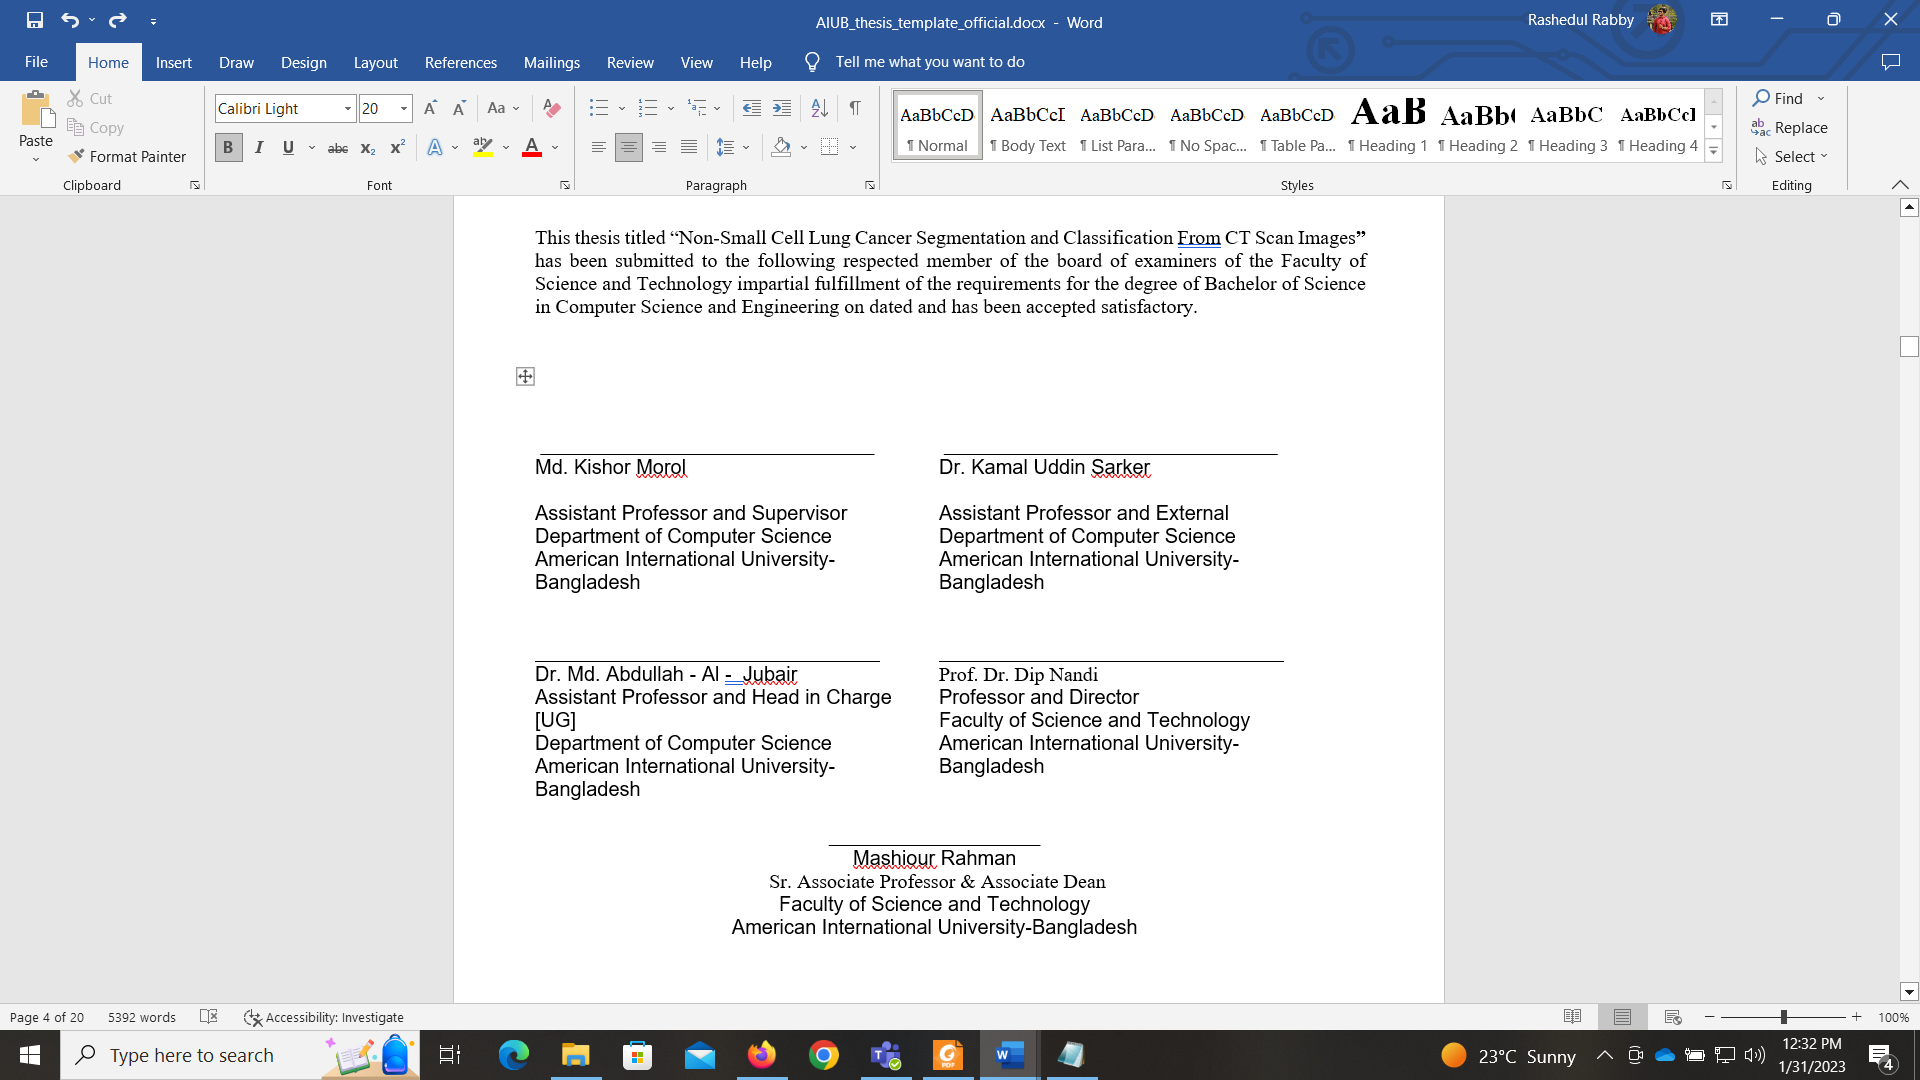 AIUB_thesis_template_official.docx - Word
Rashedul Rabby
File Home Insert Draw Design Layout References Mailings Review View Help Tell me what you want to do
Paste
Cut
Copy
Format Painter
Clipboard
Calibri Light 20
Font
Paragraph
AaBbCcD AaBbCcI AaBbCcD AaBbCcD AaBbCcD AaB AaBb( AaBbC AaBbCcI
¶ Normal ¶ Body Text ¶ List Para... ¶ No Spac... ¶ Table Pa... ¶ Heading 1 ¶ Heading 2 ¶ Heading 3 ¶ Heading 4
Styles
Find
Replace
Select
Editing
This thesis titled “Non-Small Cell Lung Cancer Segmentation and Classification From CT Scan Images”
has been submitted to the following respected member of the board of examiners of the Faculty of
Science and Technology impartial fulfillment of the requirements for the degree of Bachelor of Science
in Computer Science and Engineering on dated and has been accepted satisfactory.
Md. Kishor Morol
Assistant Professor and Supervisor
Department of Computer Science
American International University-
Bangladesh
Dr. Kamal Uddin Sarker
Assistant Professor and External
Department of Computer Science
American International University-
Bangladesh
Dr. Md. Abdullah - Al - Jubair
Assistant Professor and Head in Charge
[UG]
Department of Computer Science
American International University-
Bangladesh
Prof. Dr. Dip Nandi
Professor and Director
Faculty of Science and Technology
American International University-
Bangladesh
Mashiour Rahman
Sr. Associate Professor & Associate Dean
Faculty of Science and Technology
American International University-Bangladesh
Page 4 of 20 5392 words Accessibility: Investigate 100%
Type here to search
23°C Sunny
12:32 PM
1/31/2023
4